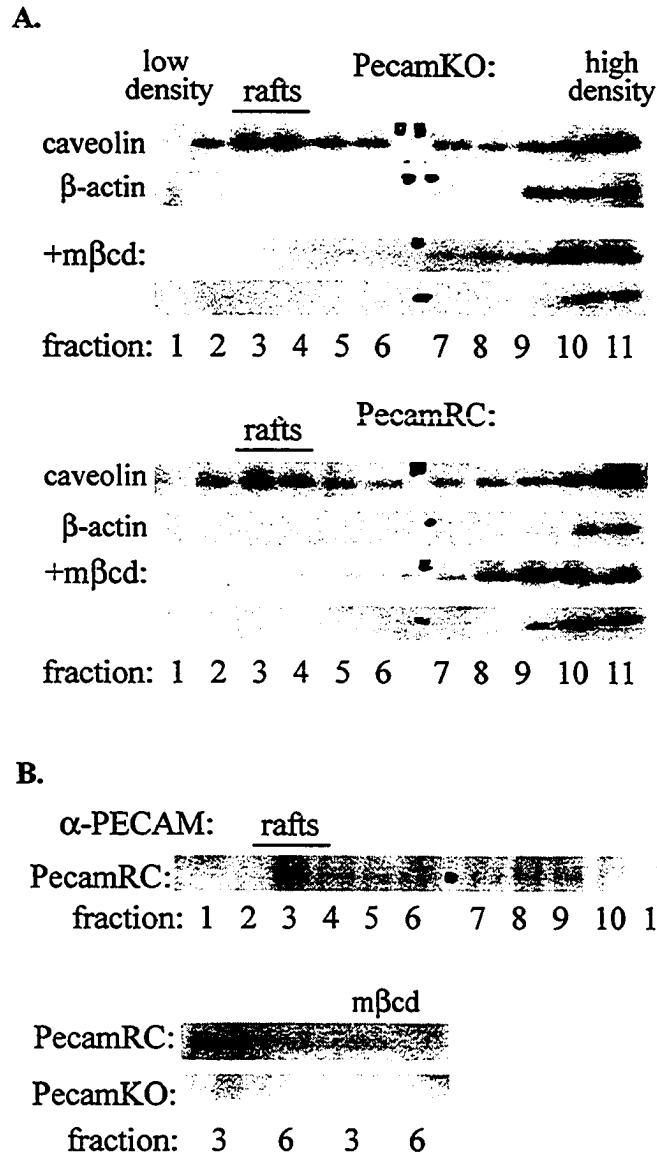 A.
low density
rafts
PecamKO:
high density
caveolin
β-actin
+mβcd:
fraction: 1 2 3 4 5 6 7 8 9 10 11
rafts
PecamRC:
caveolin
β-actin
+mβcd:
fraction: 1 2 3 4 5 6 7 8 9 10 11
B.
α-PECAM:
rafts
PecamRC:
fraction: 1 2 3 4 5 6 7 8 9 10 1
mβcd
PecamRC:
PecamKO:
fraction: 3 6 3 6